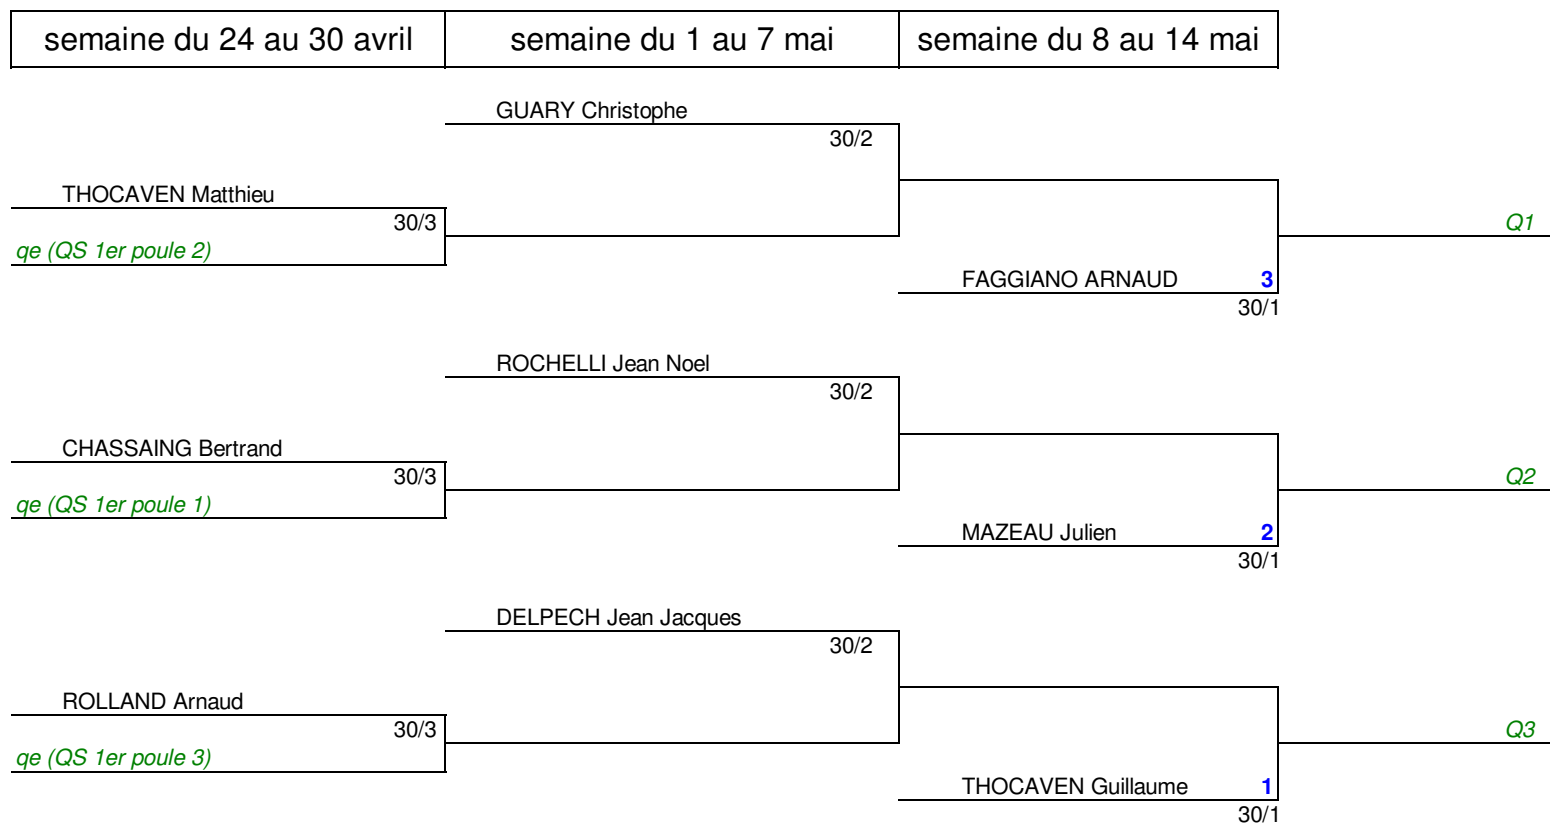 semaine du 24 au 30 avril semaine du 1 au 7 mai semaine du 8 au 14 mai
GUARY Christophe
30/2
THOCAVEN Matthieu
30/3 Q1
qe (QS 1er poule 2)
FAGGIANO ARNAUD 3
30/1
ROCHELLI Jean Noel
30/2
CHASSAING Bertrand
30/3 Q2
qe (QS 1er poule 1)
MAZEAU Julien 2
30/1
DELPECH Jean Jacques
30/2
ROLLAND Arnaud
30/3 Q3
qe (QS 1er poule 3)
THOCAVEN Guillaume 1
30/1